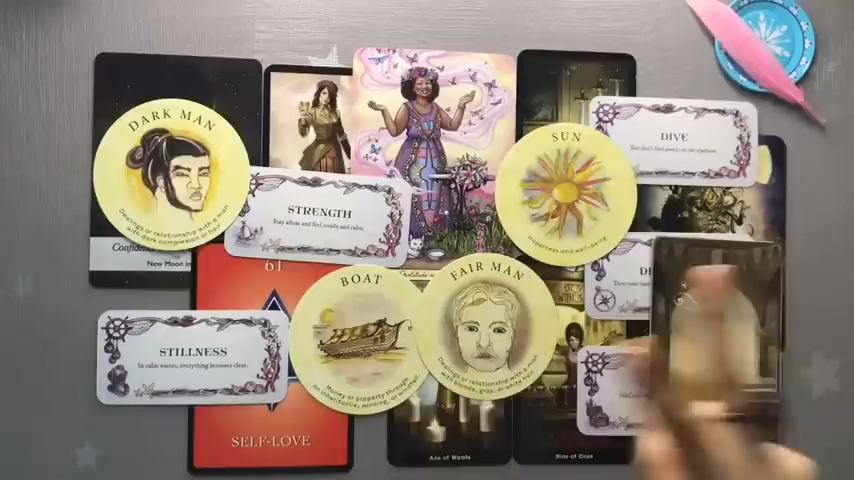 DARK MAN
Dealings or relationship with a man
with dark complexion or hair.
New Moon in
STRENGTH
Stay afloat and feel steady and calm.
SUN
Happiness and well-being
DIVE
61
STILLNESS
In calm waters, everything becomes clear.
SELF-LOVE
BOAT
Money or property through
an inheritance, winning, or windfall.
FAIR MAN
Dealings or relationship with a man
with blonde, gray, or white hair.
Ace of Wands
Nine of Cups